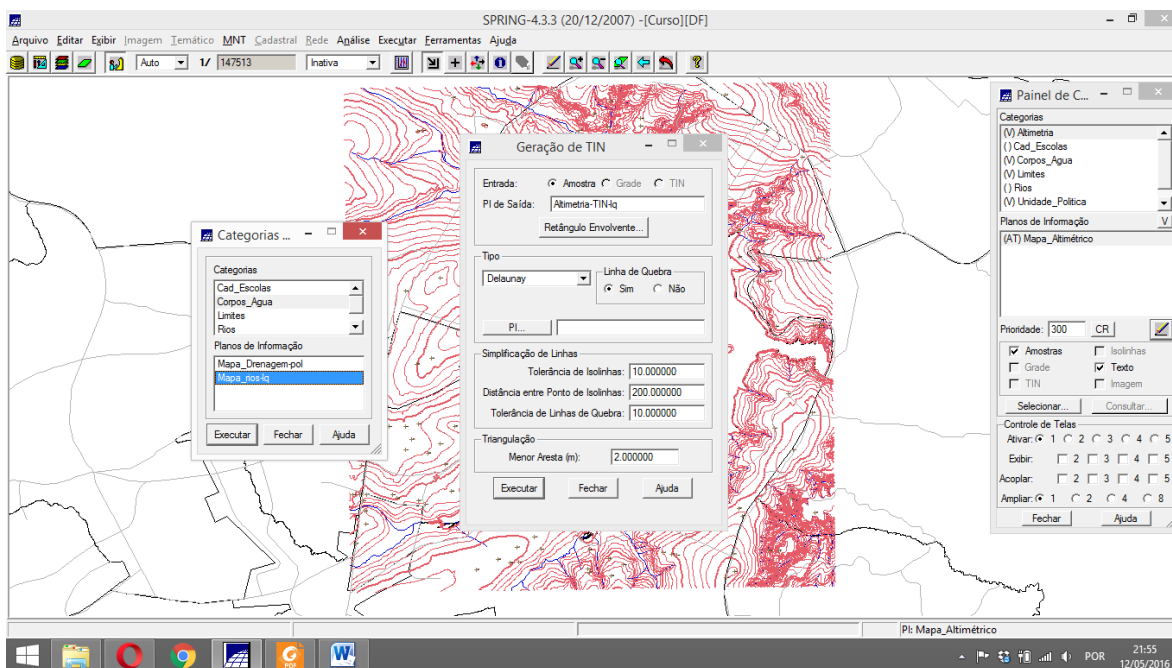 SPRING-4.3.3 (20/12/2007) -[Curso][DF]
Arquivo Editar Exibir Imagem Temático MNT Cadastral Rede Análise Executar Ferramentas Ajuda
Auto 1/ 147513 Inativa
Categorias ...
Categorias
Cad_Escolas
Corpos_Agua
Limites
Rios
Planos de Informação
Mapa_Drenagem-pol
Mapa_rios-lq
Executar Fechar Ajuda
Geração de TIN
Entrada: Amostra Grade TIN
PI de Saída: Altimetria-TIN-lq
Retângulo Envolvente...
Tipo
Delaunay
Linha de Quebra
Sim Não
PI...
Simplificação de Linhas
Tolerância de Isolinhas: 10.000000
Distância entre Ponto de Isolinhas: 200.000000
Tolerância de Linhas de Quebra: 10.000000
Triangulação
Menor Aresta (m): 2.000000
Executar Fechar Ajuda
Painel de C...
Categorias
(V) Altimetria
( ) Cad_Escolas
(V) Corpos_Agua
(V) Limites
( ) Rios
(V) Unidade_Politica
Planos de Informação V
(AT) Mapa_Altimétrico
Prioridade: 300 CR
Amostras Isolinhas
Grade Texto
TIN Imagem
Selecionar... Consultar...
Controle de Telas
Ativar: 1 2 3 4 5
Exibir: 2 3 4 5
Acoplar: 2 3 4 5
Ampliar: 1 2 4 8
Fechar Ajuda
PI: Mapa_Altimétrico
PDF
W
POR
21:55
12/05/2016